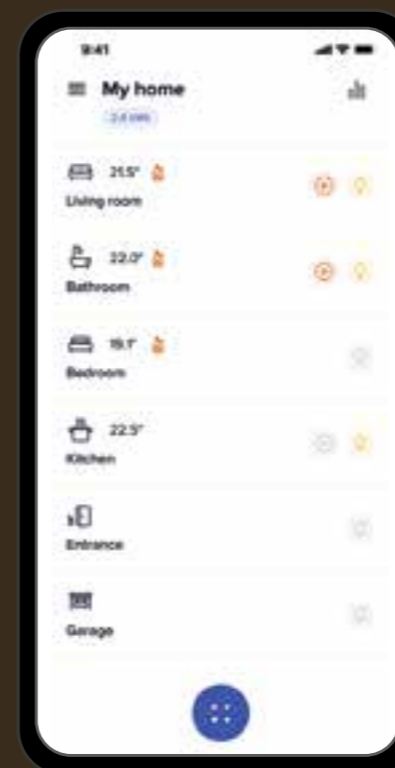 9:41
My home
21.5°
Living room
22.0°
Bathroom
19.1°
Bedroom
22.5°
Kitchen
Entrance
Garage